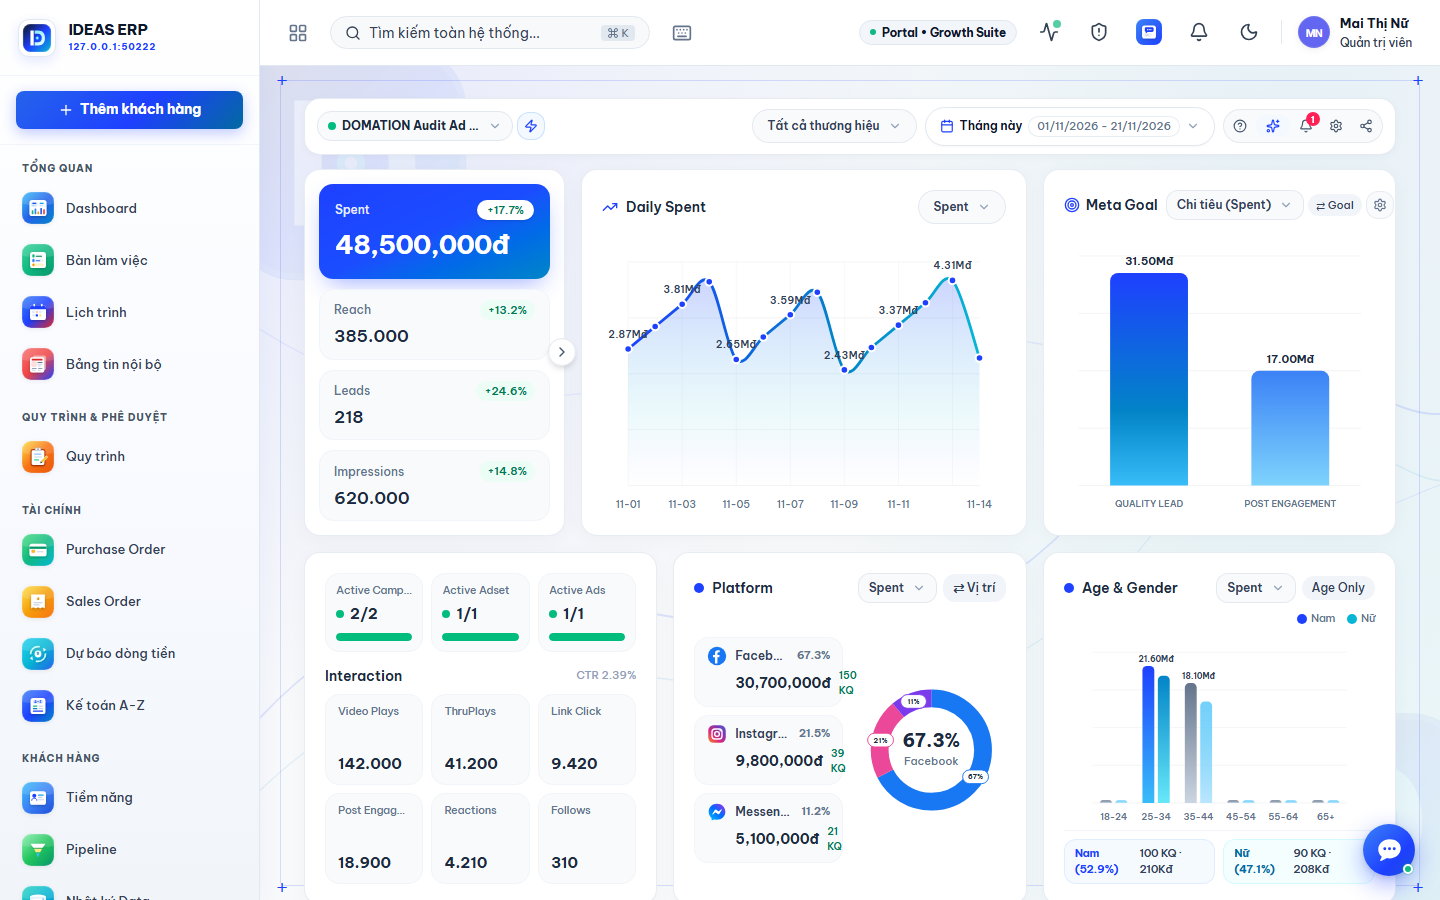 IDEAS ERP
127.0.0.1:50222
Thêm khách hàng
TỔNG QUAN
Dashboard
Bàn làm việc
Lịch trình
Bảng tin nội bộ
QUY TRÌNH & PHÊ DUYỆT
Quy trình
TÀI CHÍNH
Purchase Order
Sales Order
Dự báo dòng tiền
Kế toán A-Z
KHÁCH HÀNG
Tiềm năng
Pipeline
Nhật ký Data
Tìm kiếm toàn hệ thống...
⌘ K
Portal • Growth Suite
MN
Mai Thị Nữ
Quản trị viên
DOMATION Audit Ad ...
Tất cả thương hiệu
Tháng này
01/11/2026 - 21/11/2026
1
Spent
+17.7%
48,500,000đ
Reach
+13.2%
385.000
Leads
+24.6%
218
Impressions
+14.8%
620.000
Daily Spent
Spent
4.31Mđ
3.81Mđ
3.59Mđ
3.37Mđ
2.87Mđ
2.65Mđ
2.43Mđ
11-01
11-03
11-05
11-07
11-09
11-11
11-14
Meta Goal
Chi tiêu (Spent)
⇄ Goal
31.50Mđ
17.00Mđ
QUALITY LEAD
POST ENGAGEMENT
Active Camp...
2/2
Active Adset
1/1
Active Ads
1/1
Interaction
CTR 2.39%
Video Plays
142.000
ThruPlays
41.200
Link Click
9.420
Post Engag...
18.900
Reactions
4.210
Follows
310
Platform
Spent
⇄ Vị trí
Faceb...
67.3%
30,700,000đ
150 KQ
Instagr...
21.5%
9,800,000đ
39 KQ
Messen...
11.2%
5,100,000đ
21 KQ
11%
21%
67%
67.3%
Facebook
Age & Gender
Spent
Age Only
Nam
Nữ
21.60Mđ
18.10Mđ
18-24
25-34
35-44
45-54
55-64
65+
Nam (52.9%)
100 KQ · 210Kđ
Nữ (47.1%)
90 KQ · 208Kđ